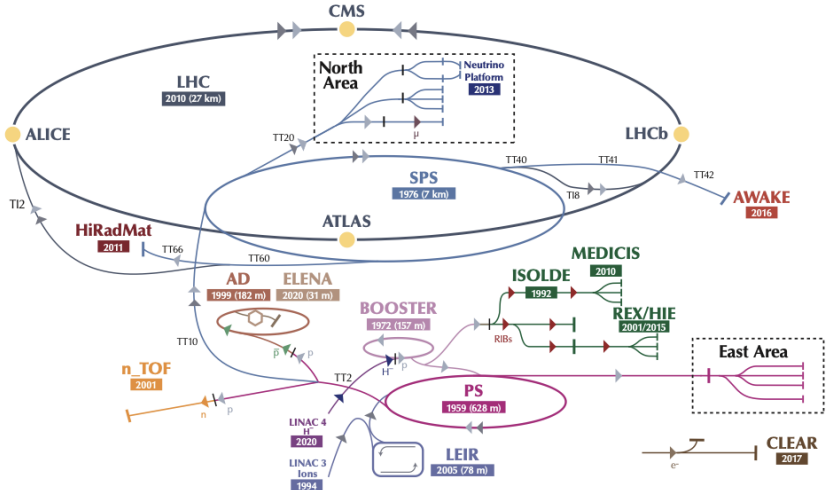 CMS
North
Area
Neutrino
Platform
2013
LHC
2010 (27 km)
TT20
μ
ALICE
LHCb
TT40
TT41
TT42
TI8
SPS
1976 (7 km)
TI2
AWAKE
2016
ATLAS
HiRadMat
2011
TT66
TT60
AD
1999 (182 m)
ELENA
2020 (31 m)
MEDICIS
2010
ISOLDE
1992
BOOSTER
1972 (157 m)
REX/HIE
2001/2015
RIBs
TT10
p̅
p
H⁻
p
East Area
n_TOF
2001
TT2
PS
1959 (628 m)
n
p
LINAC 4
H⁻
2020
LINAC 3
Ions
1994
LEIR
2005 (78 m)
CLEAR
2017
e-